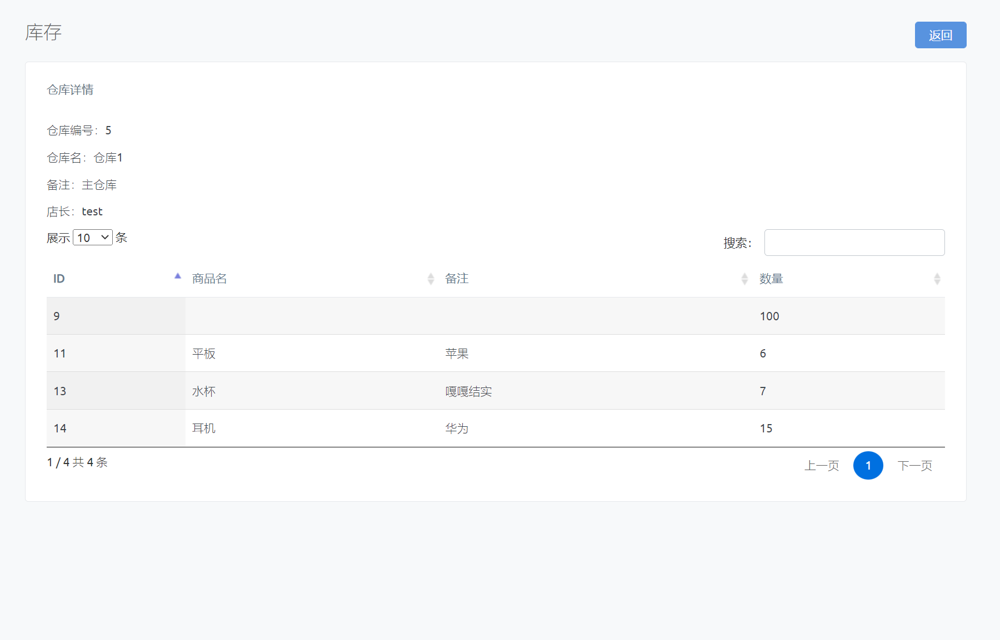 库存
返回
仓库详情
仓库编号：5
仓库名：仓库1
备注：主仓库
店长：test
展示 10 条
搜索：
ID 商品名 备注 数量
9 100
11 平板 苹果 6
13 水杯 嘎嘎结实 7
14 耳机 华为 15
1 / 4 共 4 条
上一页 1 下一页